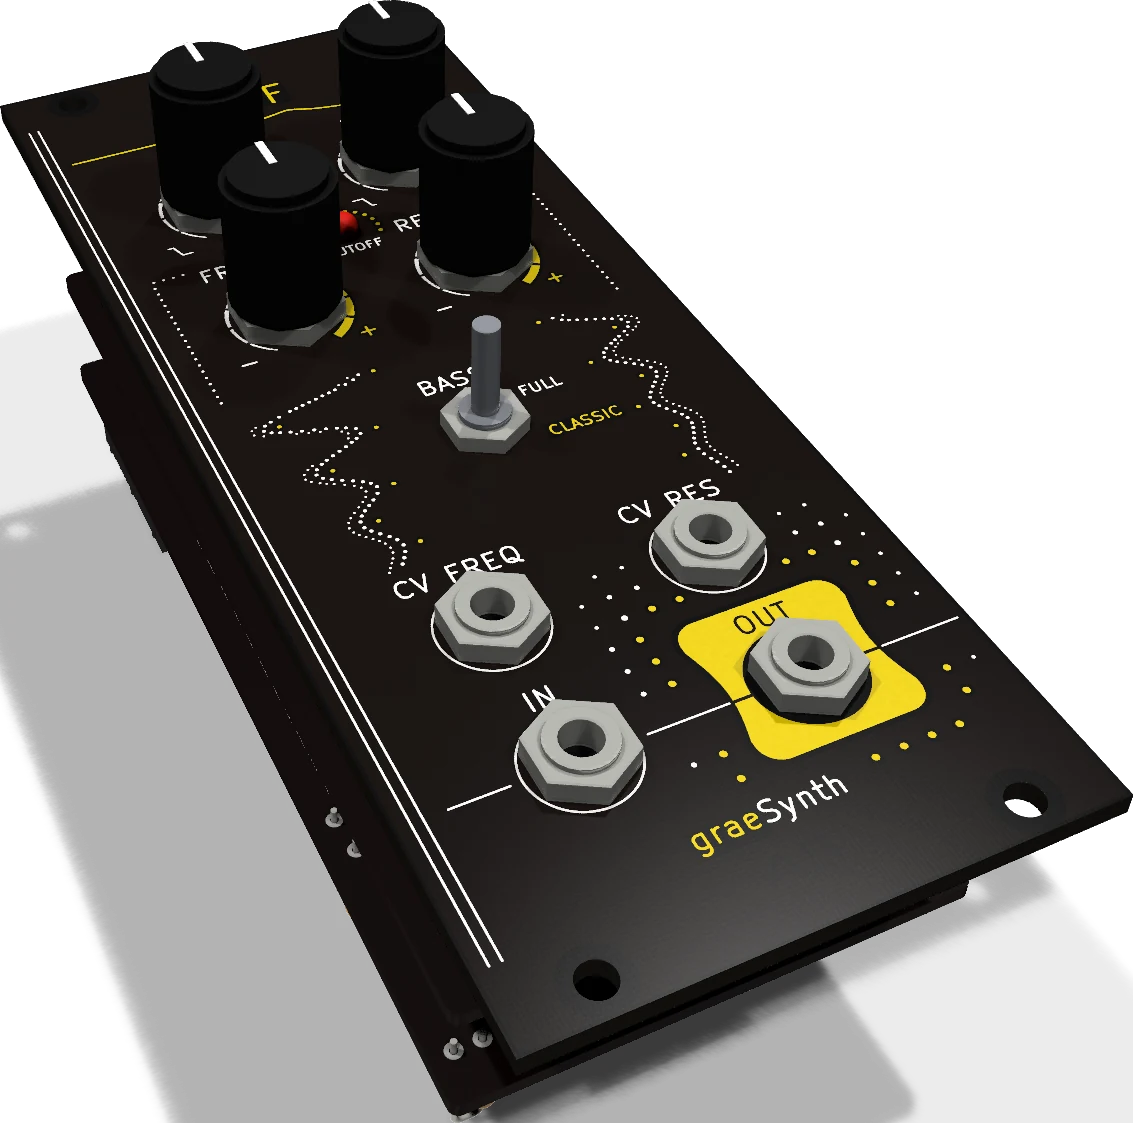 BASS
FULL
CLASSIC
CV RES
CV FREQ
OUT
IN
graeSynth